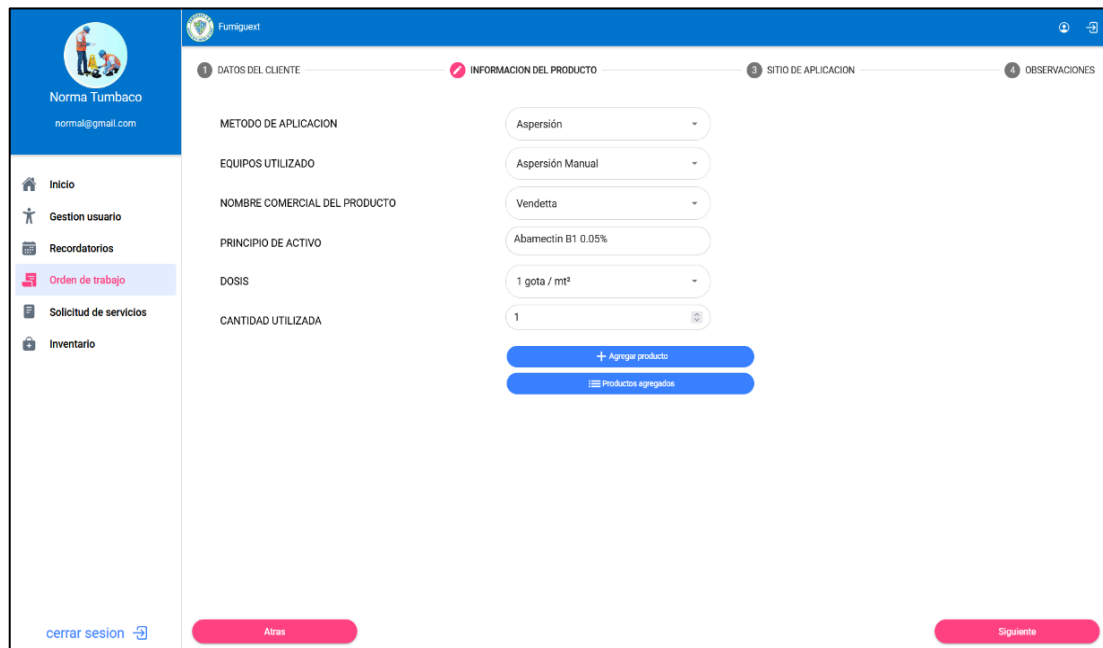 Fumiguext
Norma Tumbaco
normal@gmail.com
Inicio
Gestion usuario
Recordatorios
Orden de trabajo
Solicitud de servicios
Inventario
cerrar sesion
1 DATOS DEL CLIENTE
INFORMACION DEL PRODUCTO
3 SITIO DE APLICACION
4 OBSERVACIONES
METODO DE APLICACION Aspersión
EQUIPOS UTILIZADO Aspersión Manual
NOMBRE COMERCIAL DEL PRODUCTO Vendetta
PRINCIPIO DE ACTIVO Abamectin B1 0.05%
DOSIS 1 gota / mt²
CANTIDAD UTILIZADA 1
+ Agregar producto
Productos agregados
Atras
Siguiente